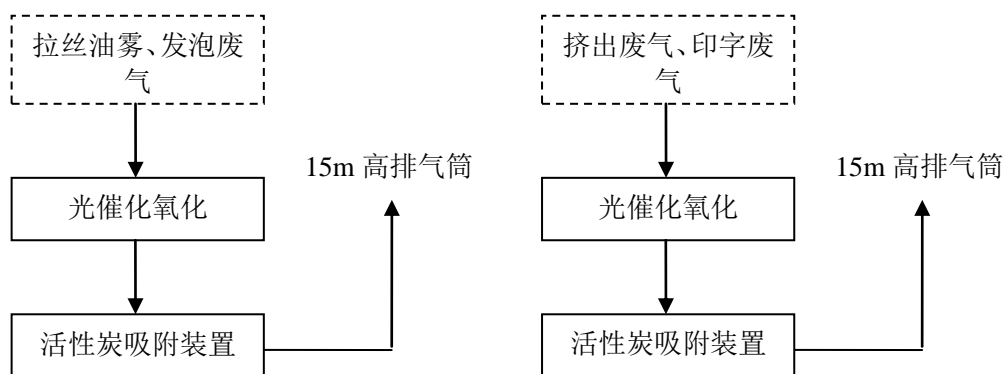 拉丝油雾、发泡废
气
光催化氧化
15m 高排气筒
活性炭吸附装置
挤出废气、印字废
气
光催化氧化
15m 高排气筒
活性炭吸附装置